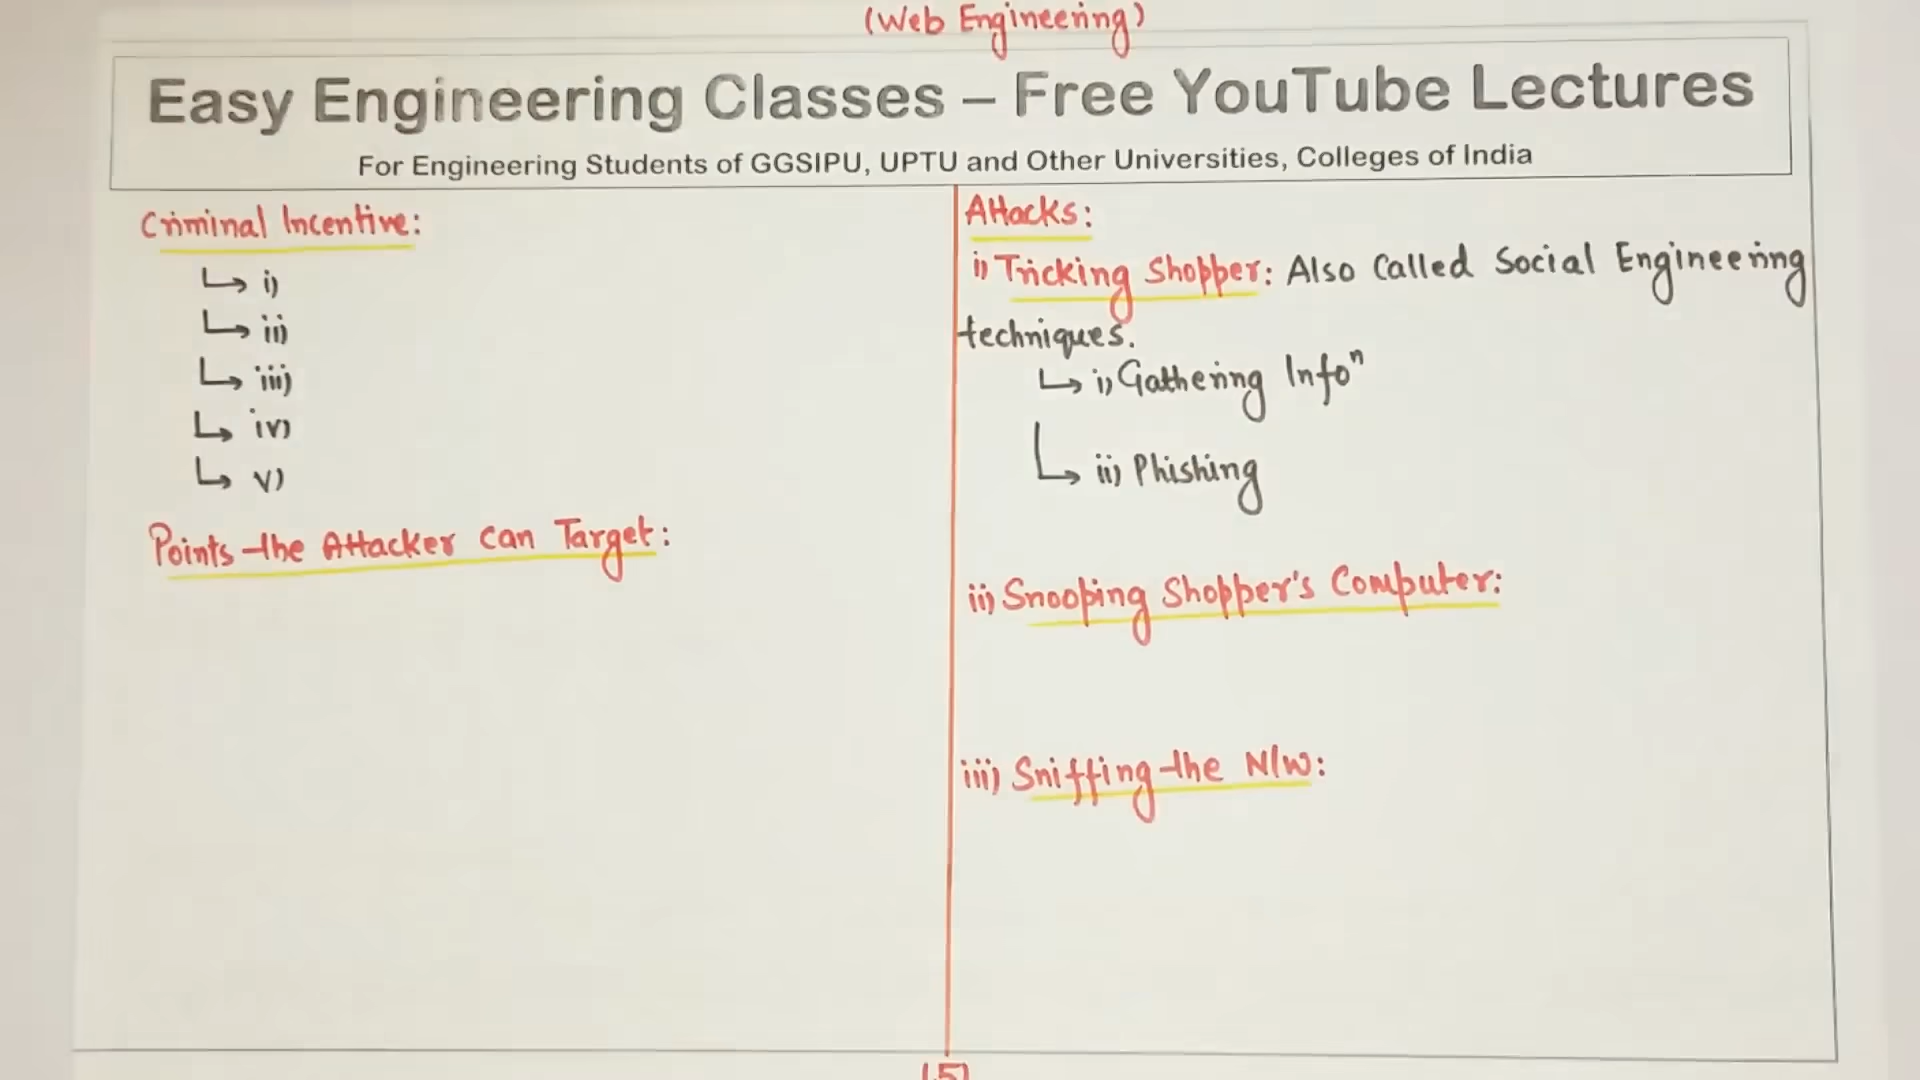 (Web Engineering)
Easy Engineering Classes – Free YouTube Lectures
For Engineering Students of GGSIPU, UPTU and Other Universities, Colleges of India
Criminal Incentive:
↳ i)
↳ ii)
↳ iii)
↳ iv)
↳ v)
Points the Attacker Can Target:
Attacks:
i) Tricking Shopper: Also Called Social Engineering
techniques.
↳ i) Gathering Infoⁿ
↳ ii) Phishing
ii) Snooping Shopper's Computer:
iii) Sniffing the N/W: